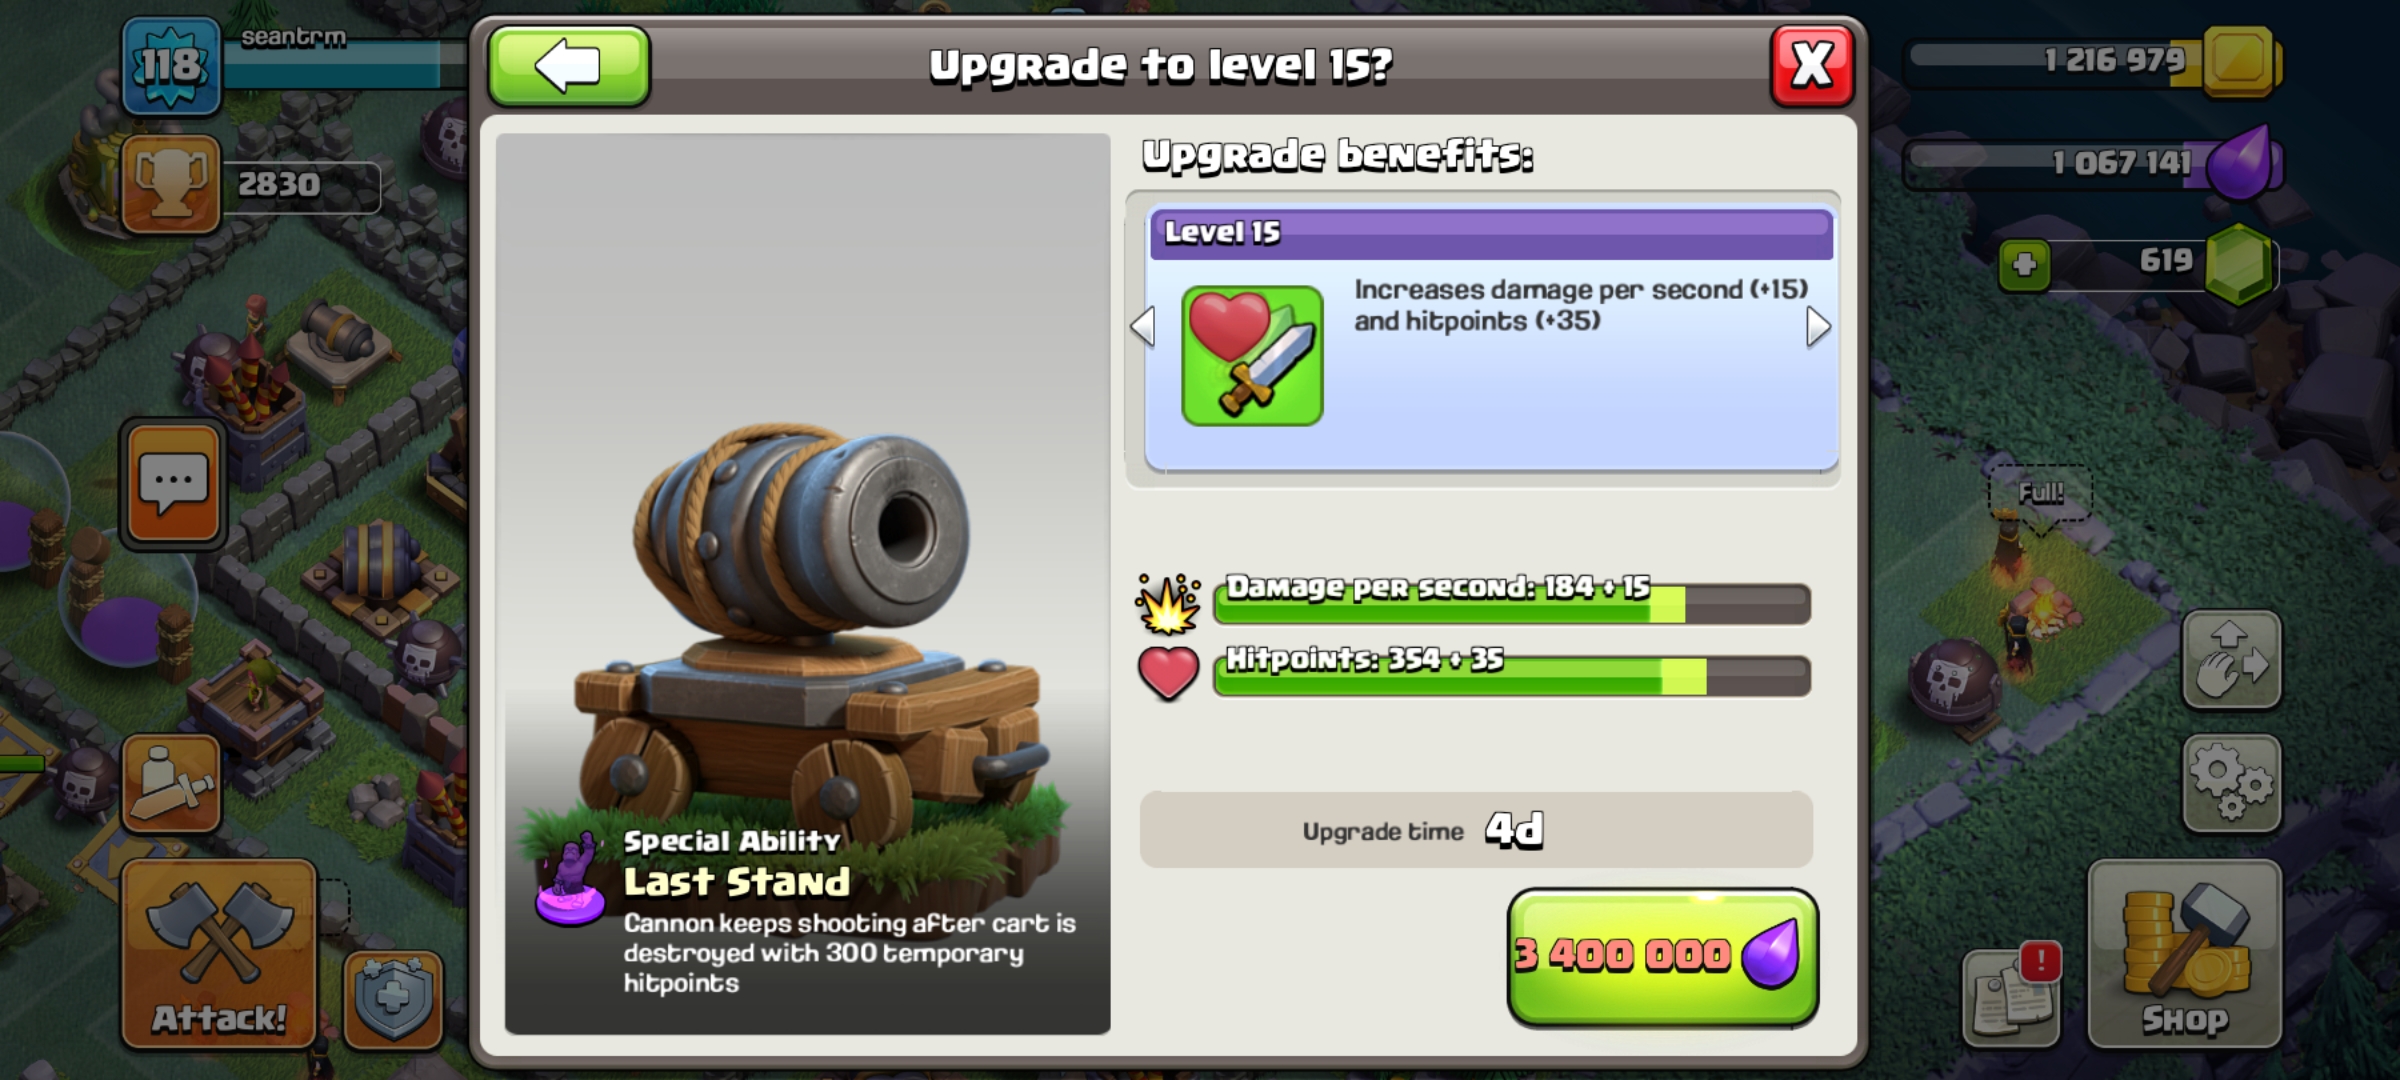 118
seantrm
2830
Upgrade to level 15?
X
1 216 979
1 067 141
619
Upgrade benefits:
Level 15
Increases damage per second (+15)
and hitpoints (+35)
Damage per second: 184 + 15
Hitpoints: 354 + 35
Upgrade time 4d
3 400 000
Special Ability
Last Stand
Cannon keeps shooting after cart is
destroyed with 300 temporary
hitpoints
Full!
Attack!
!
Shop